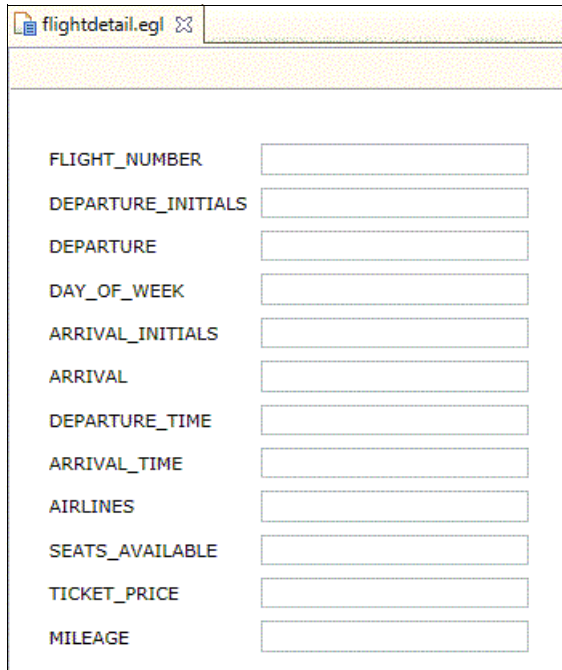 flightdetail.egl
FLIGHT_NUMBER
DEPARTURE_INITIALS
DEPARTURE
DAY_OF_WEEK
ARRIVAL_INITIALS
ARRIVAL
DEPARTURE_TIME
ARRIVAL_TIME
AIRLINES
SEATS_AVAILABLE
TICKET_PRICE
MILEAGE